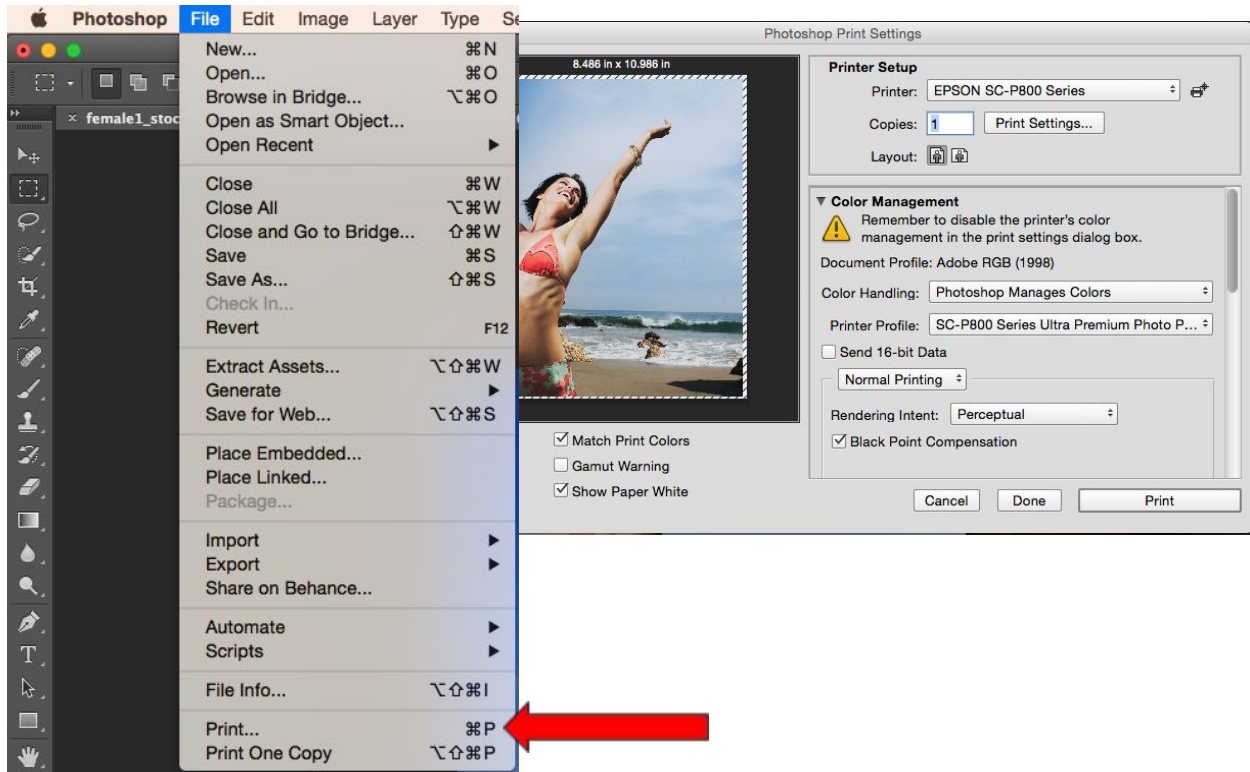 Photoshop File Edit Image Layer Type Se
× female1_stoc
New... ⌘N
Open... ⌘O
Browse in Bridge... ⌥⌘O
Open as Smart Object...
Open Recent ▶
Close ⌘W
Close All ⌥⌘W
Close and Go to Bridge... ⇧⌘W
Save ⌘S
Save As... ⇧⌘S
Check In...
Revert F12
Extract Assets... ⌥⇧⌘W
Generate ▶
Save for Web... ⌥⇧⌘S
Place Embedded...
Place Linked...
Package...
Import ▶
Export ▶
Share on Behance...
Automate ▶
Scripts ▶
File Info... ⌥⇧⌘I
Print... ⌘P
Print One Copy ⌥⇧⌘P
Photoshop Print Settings
8.486 in x 10.986 in
Match Print Colors
Gamut Warning
Show Paper White
Printer Setup
Printer: EPSON SC-P800 Series
Copies: 1 Print Settings...
Layout:
Color Management
Remember to disable the printer's color
management in the print settings dialog box.
Document Profile: Adobe RGB (1998)
Color Handling: Photoshop Manages Colors
Printer Profile: SC-P800 Series Ultra Premium Photo P...
Send 16-bit Data
Normal Printing
Rendering Intent: Perceptual
Black Point Compensation
Cancel Done Print